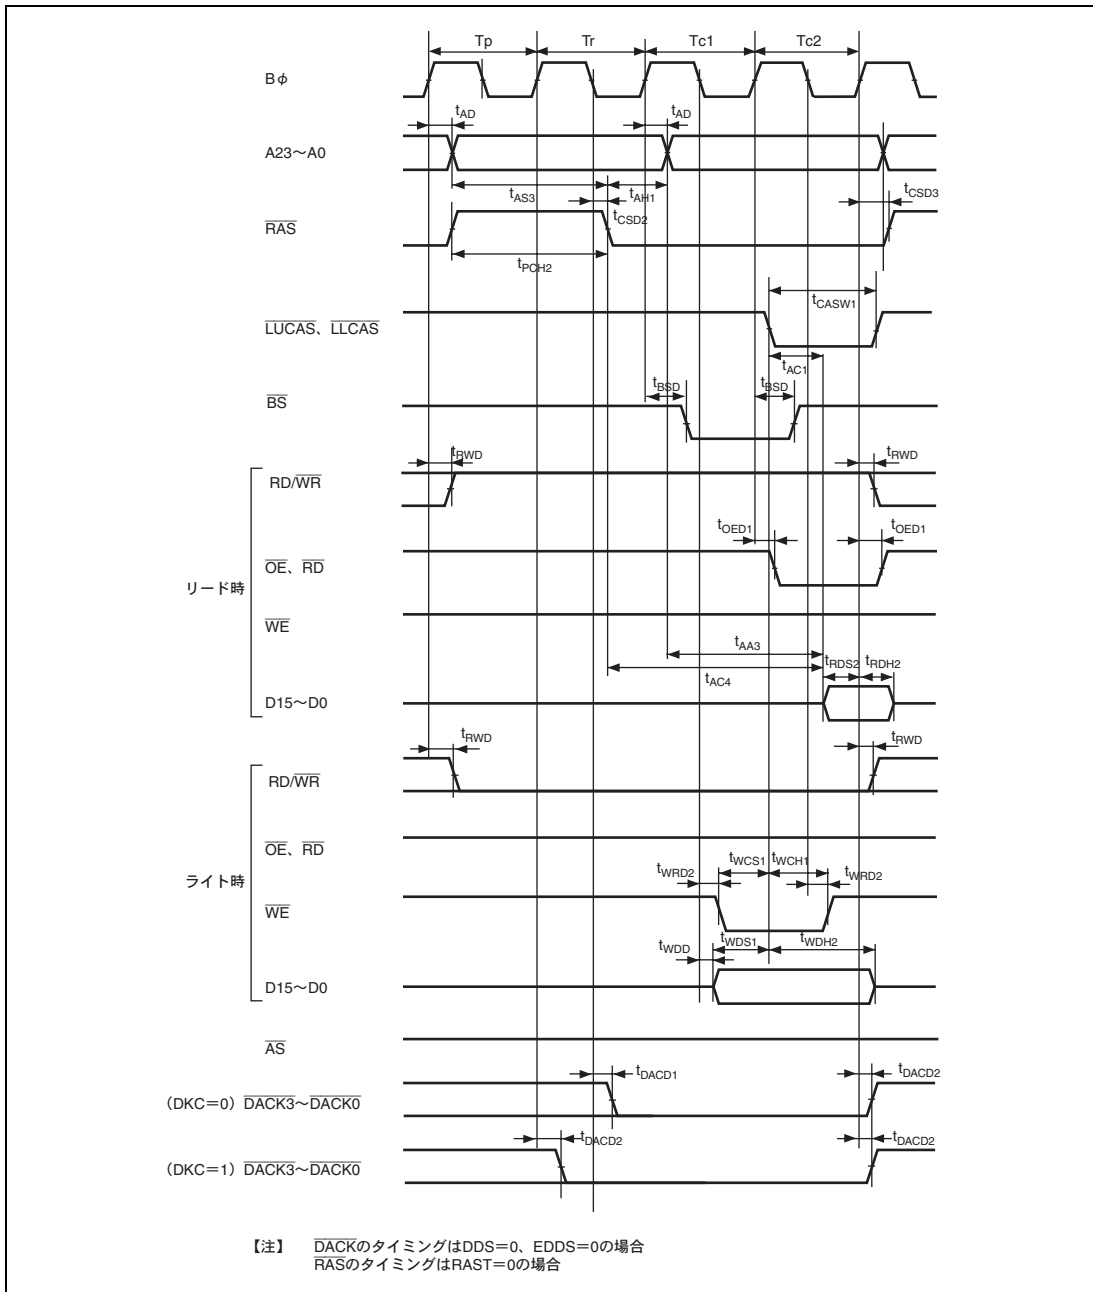 Tp Tr Tc1 Tc2
Bφ
tAD tAD
A23～A0
tAS3 tAH1 tCSD3
tCSD2
RAS
tPCH2
tCASW1
LUCAS、LLCAS
tAC1
tBSD tBSD
BS
tRWD tRWD
RD/WR
tOED1 tOED1
OE、RD
リード時
WE
tAA3
tRDS2 tRDH2
tAC4
D15～D0
tRWD tRWD
RD/WR
OE、RD
tWCS1 tWCH1
ライト時
tWRD2 tWRD2
WE
tWDD tWDS1 tWDH2
D15～D0
AS
tDACD1 tDACD2
（DKC＝0）DACK3～DACK0
tDACD2 tDACD2
（DKC＝1）DACK3～DACK0
【注】 DACKのタイミングはDDS＝0、EDDS＝0の場合
RASのタイミングはRAST＝0の場合